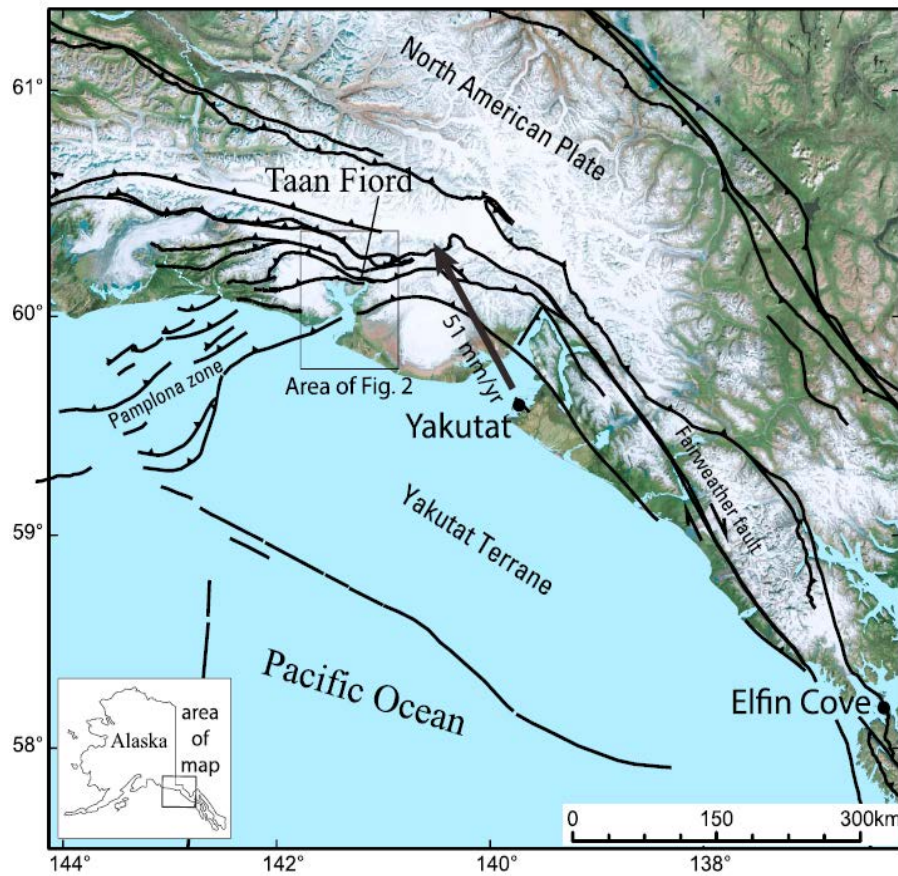 61°
60°
59°
58°
North American Plate
Taan Fiord
51 mm/yr
Area of Fig. 2
Pamplona zone
Yakutat
Fairweather fault
Yakutat Terrane
Pacific Ocean
Elfin Cove
Alaska
area
of
map
0
150
300km
144°
142°
140°
138°